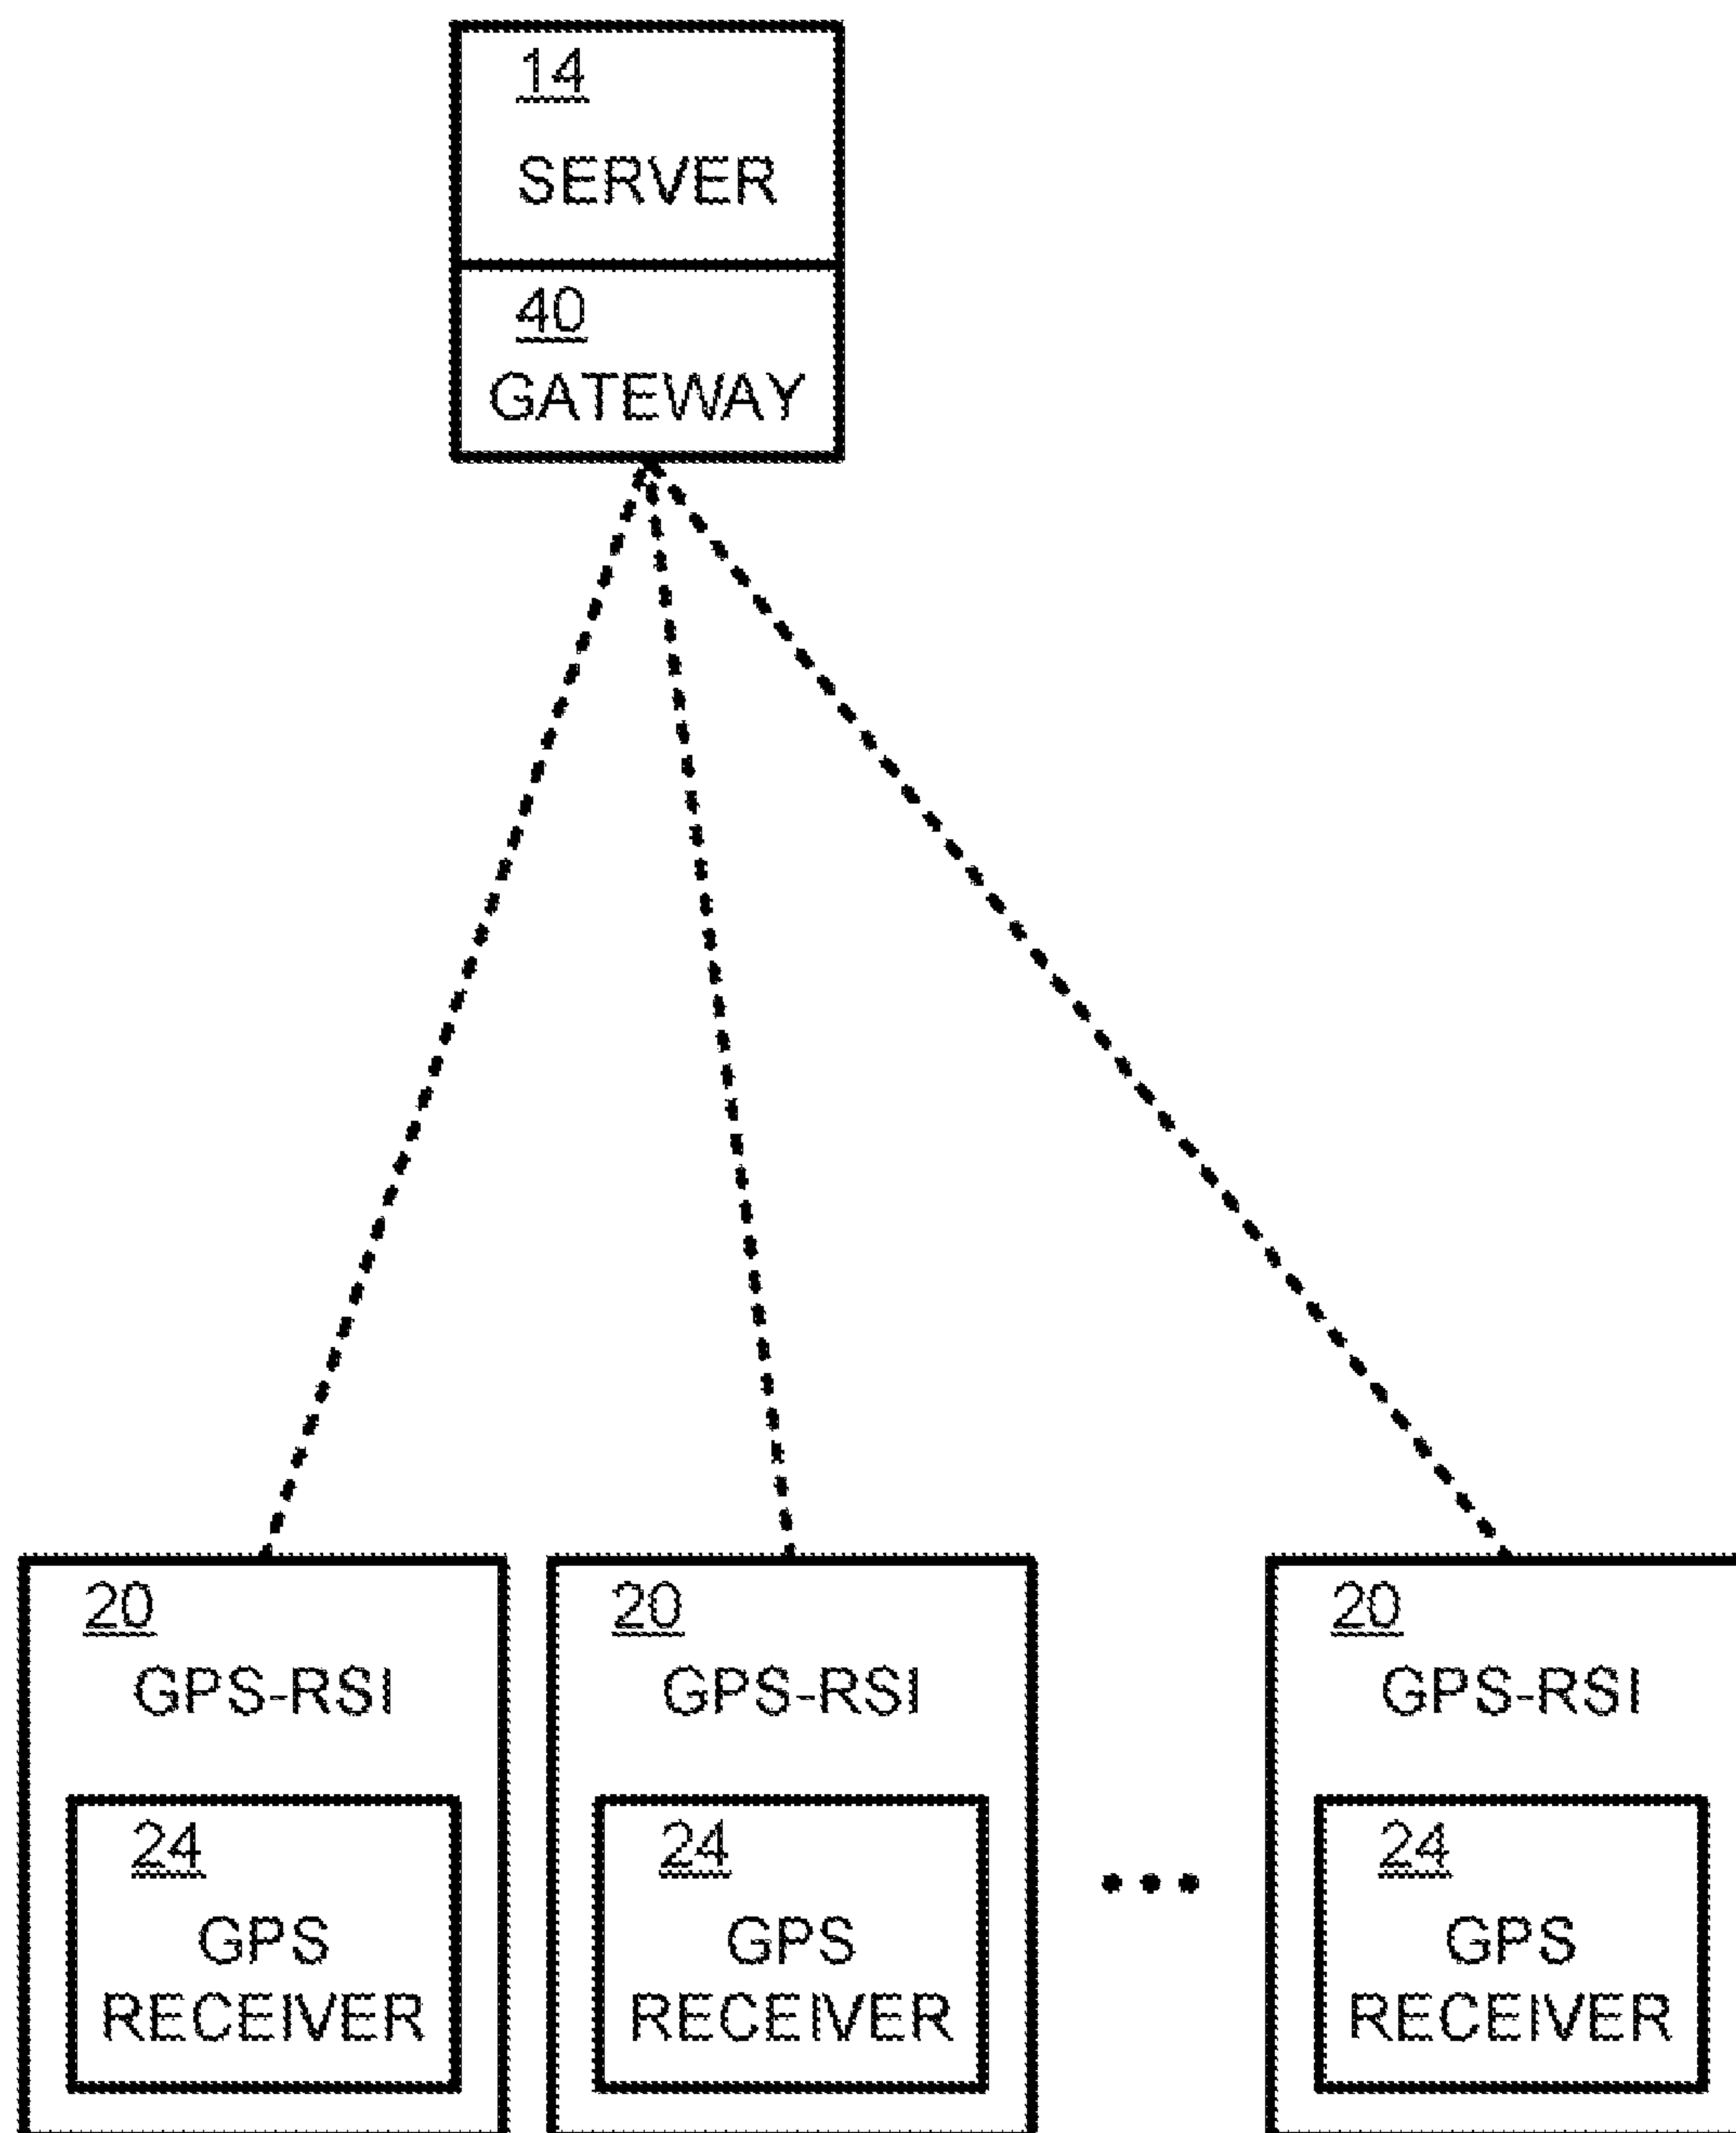 14
SERVER
40
GATEWAY
20
GPS-RSI
24
GPS
RECEIVER
20
GPS-RSI
24
GPS
RECEIVER
...
20
GPS-RSI
24
GPS
RECEIVER